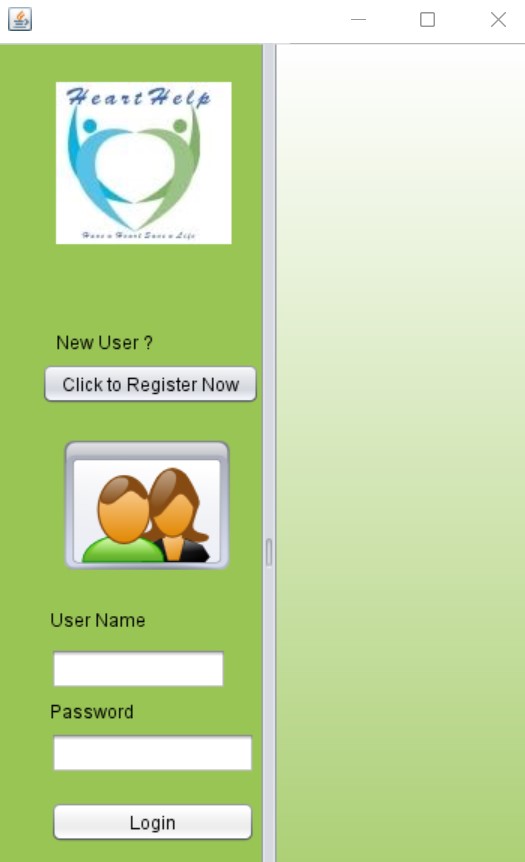 HeartHelp
Have a Heart Save a Life
New User ?
Click to Register Now
User Name
Password
Login